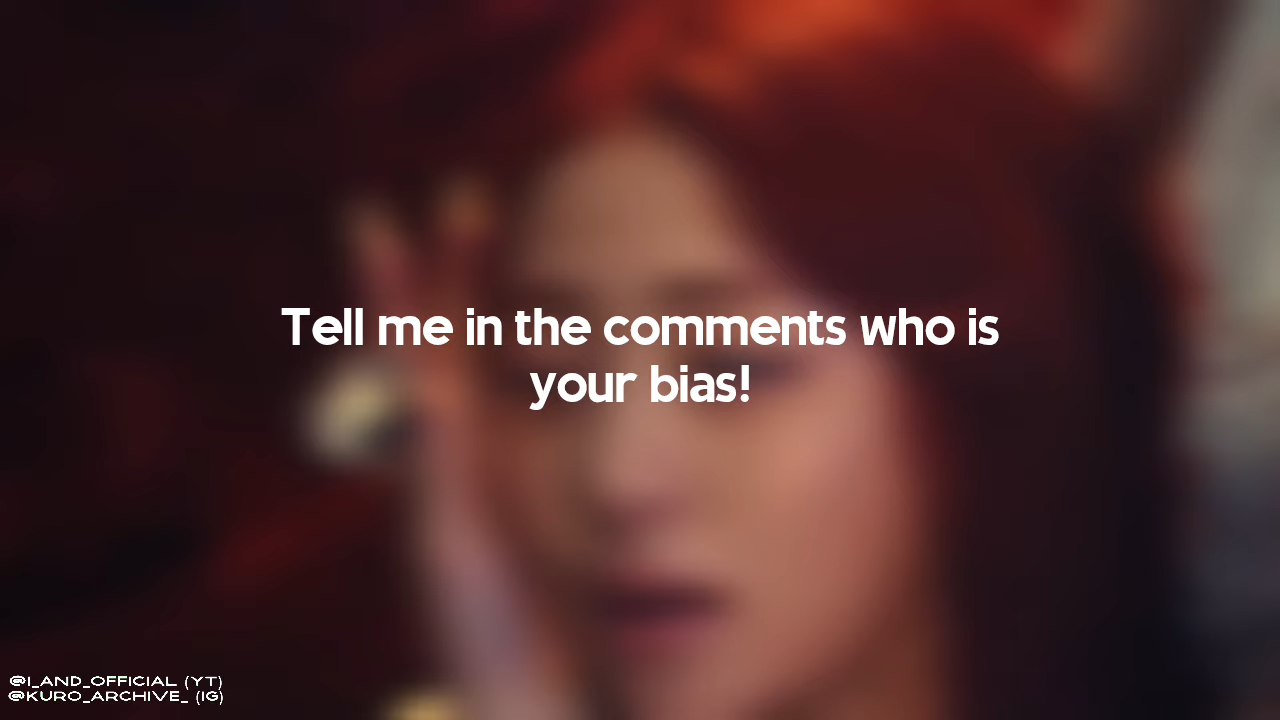 Tell me in the comments who is
your bias!
@I_AND_OFFICIAL (YT)
@KURO_ARCHIVE_ (IG)